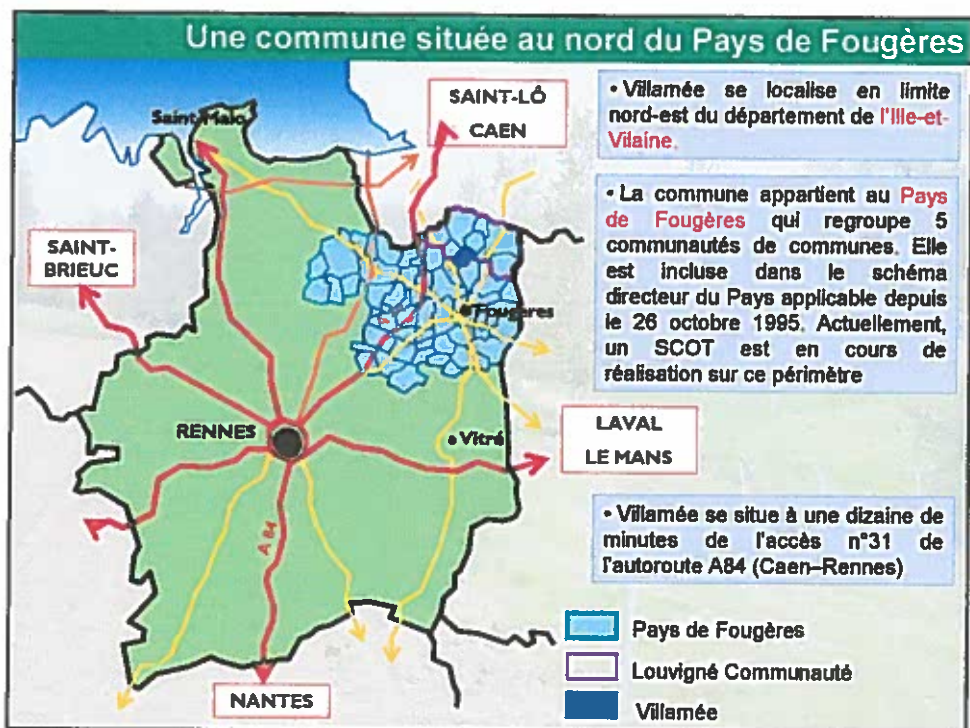 Une commune située au nord du Pays de Fougères
Saint-Malo
SAINT-LÔ
CAEN
SAINT-
BRIEUC
Fougères
RENNES
Vitré
LAVAL
LE MANS
A 84
NANTES
• Villamée se localise en limite
nord-est du département de l'Ille-et-
Vilaine.
• La commune appartient au Pays
de Fougères qui regroupe 5
communautés de communes. Elle
est incluse dans le schéma
directeur du Pays applicable depuis
le 26 octobre 1995. Actuellement,
un SCOT est en cours de
réalisation sur ce périmètre
• Villamée se situe à une dizaine de
minutes de l'accès n°31 de
l'autoroute A84 (Caen–Rennes)
Pays de Fougères
Louvigné Communauté
Villamée